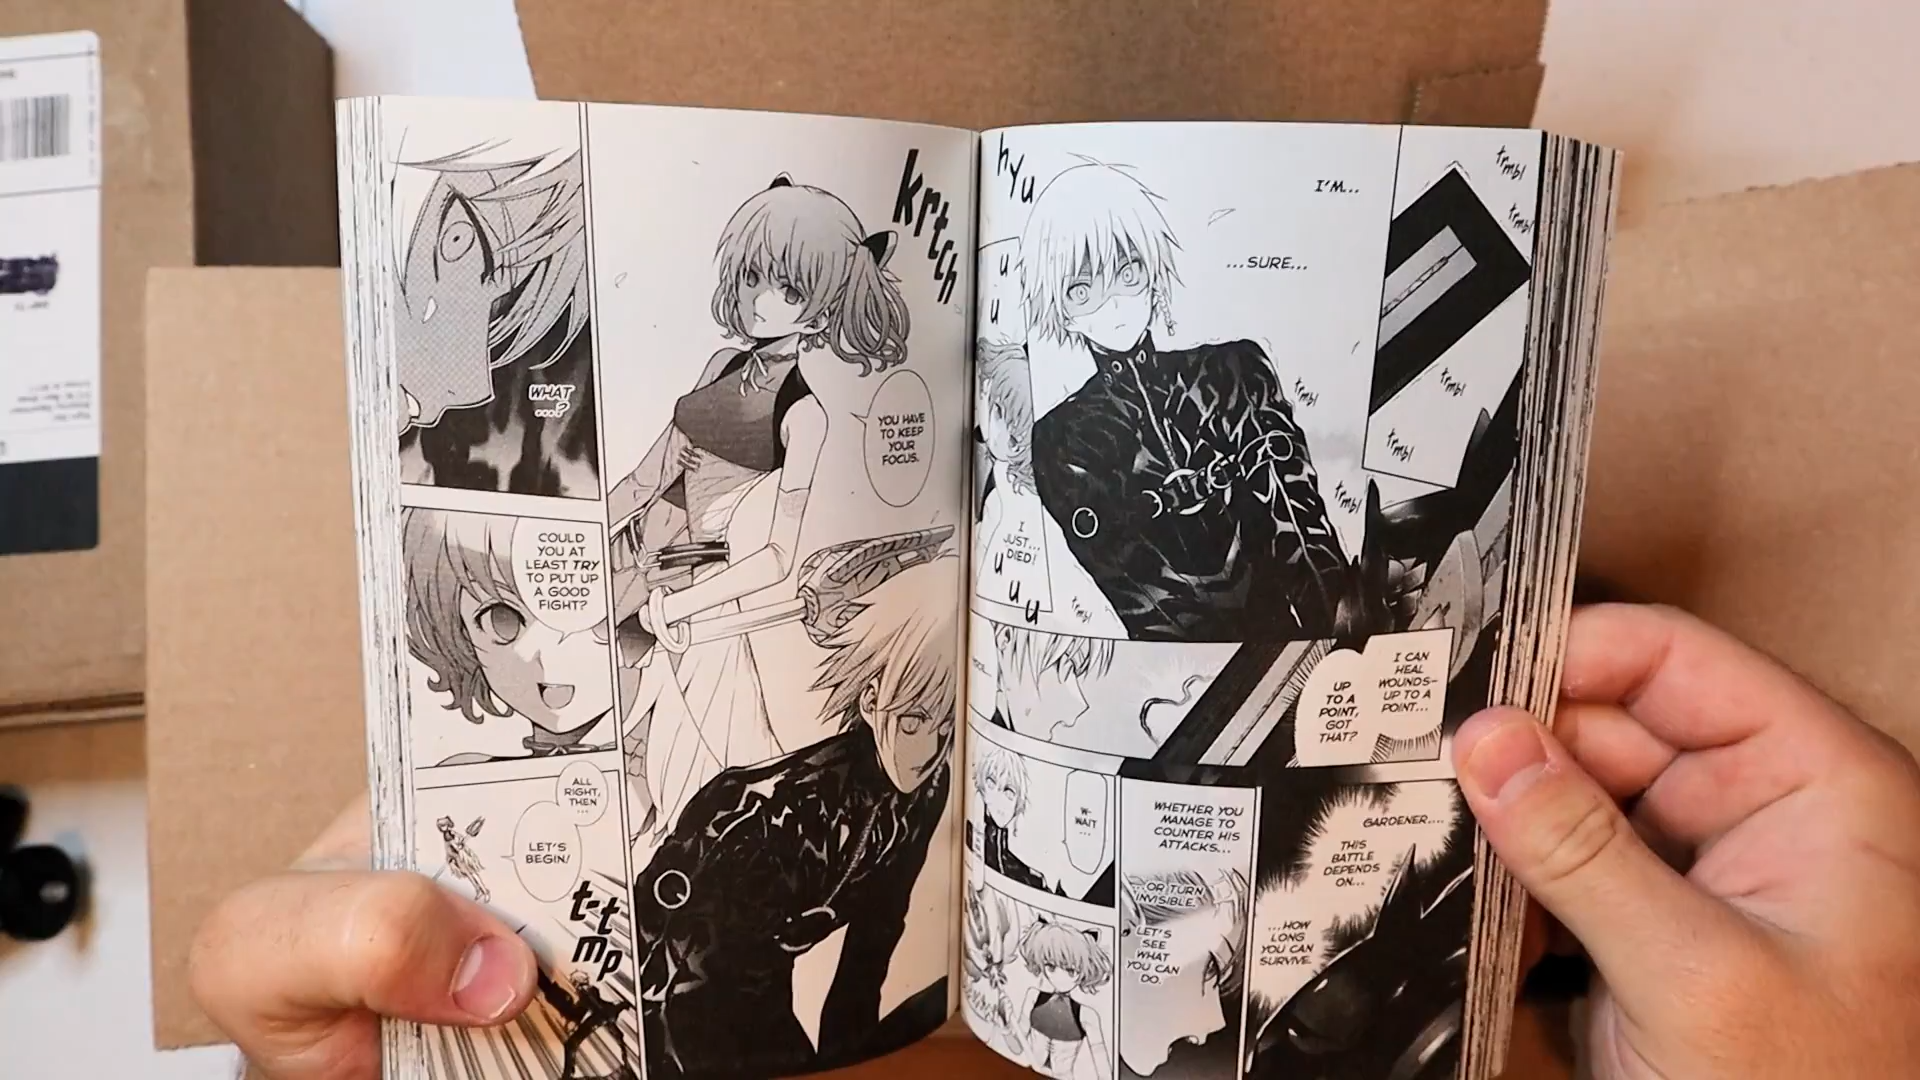 trmbl
trmbl
trmbl
trmbl
I'M...
...SURE...
hyu
u
u
trmbl
trmbl
I
JUST...
DIED!
u
u
u
trmbl
I CAN
HEAL
WOUNDS—
UP TO A
POINT...
UP
TO A
POINT,
GOT
THAT?
GARDENER....
THIS
BATTLE
DEPENDS
ON...
...HOW
LONG
YOU CAN
SURVIVE.
WHETHER YOU
MANAGE TO
COUNTER HIS
ATTACKS...
...OR TURN
INVISIBLE.
LET'S
SEE
WHAT
YOU CAN
DO.
W-
WAIT
...
krtch
YOU HAVE
TO KEEP
YOUR
FOCUS.
WHAT
....?
COULD
YOU AT
LEAST TRY
TO PUT UP
A GOOD
FIGHT?
ALL
RIGHT,
THEN
...
LET'S
BEGIN!
t-t
mp